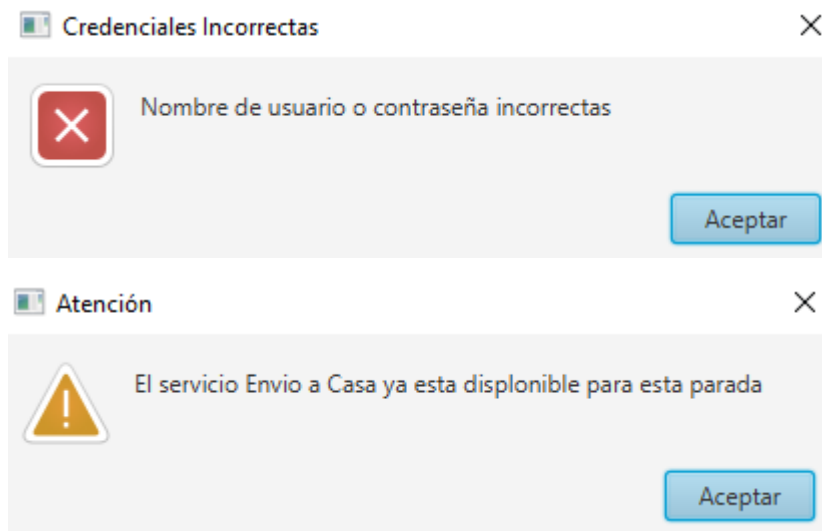 Credenciales Incorrectas
Nombre de usuario o contraseña incorrectas
Aceptar
Atención
El servicio Envio a Casa ya esta displonible para esta parada
Aceptar